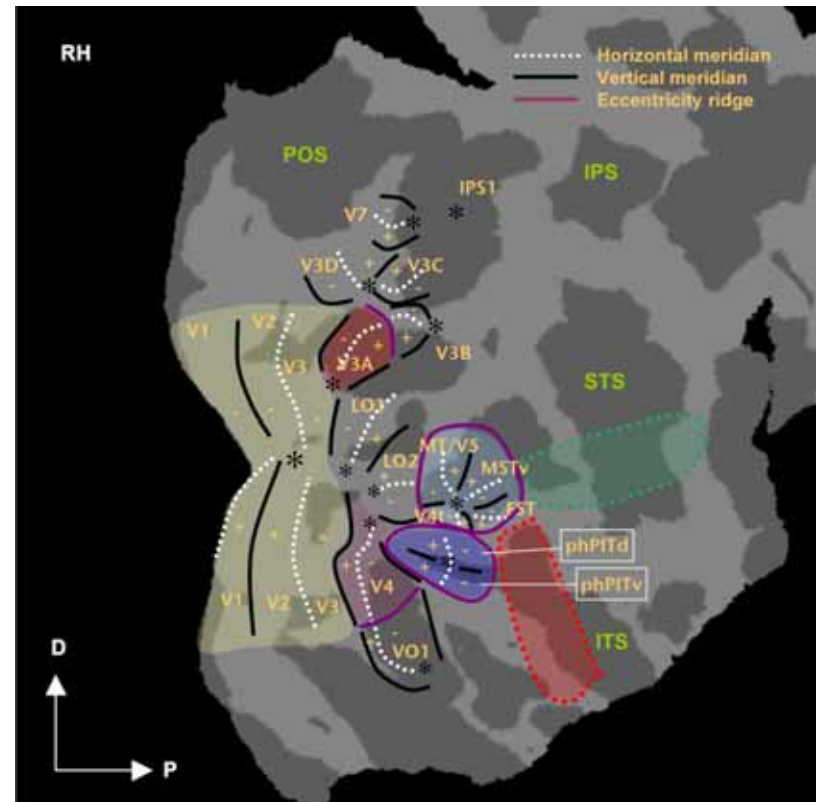 RH
Horizontal meridian
Vertical meridian
Eccentricity ridge
POS
IPS
IPS1
V7
V3D
V3C
V1
V2
V3
V3A
V3B
STS
LO1
MT/V5
LO2
MSTv
V4t
FST
phPITd
phPITv
V4
V1
V2
V3
ITS
VO1
D
P